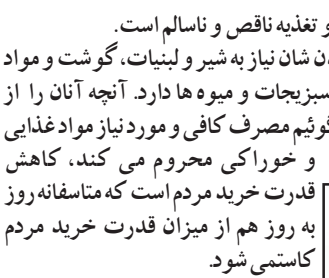 و تغذیه ناقص و ناسالم است.
شان نیاز به شیر و لبنیات، گوشت و مواد
سبزیجات و میوه ها دارد. آنچه آنان را از
گوئیم مصرف کافی و مورد نیاز مواد غذایی
و خوراکی محروم می کند، کاهش
قدرت خرید مردم است که متاسفانه روز
به روز هم از میزان قدرت خرید مردم
کاستمی شود.